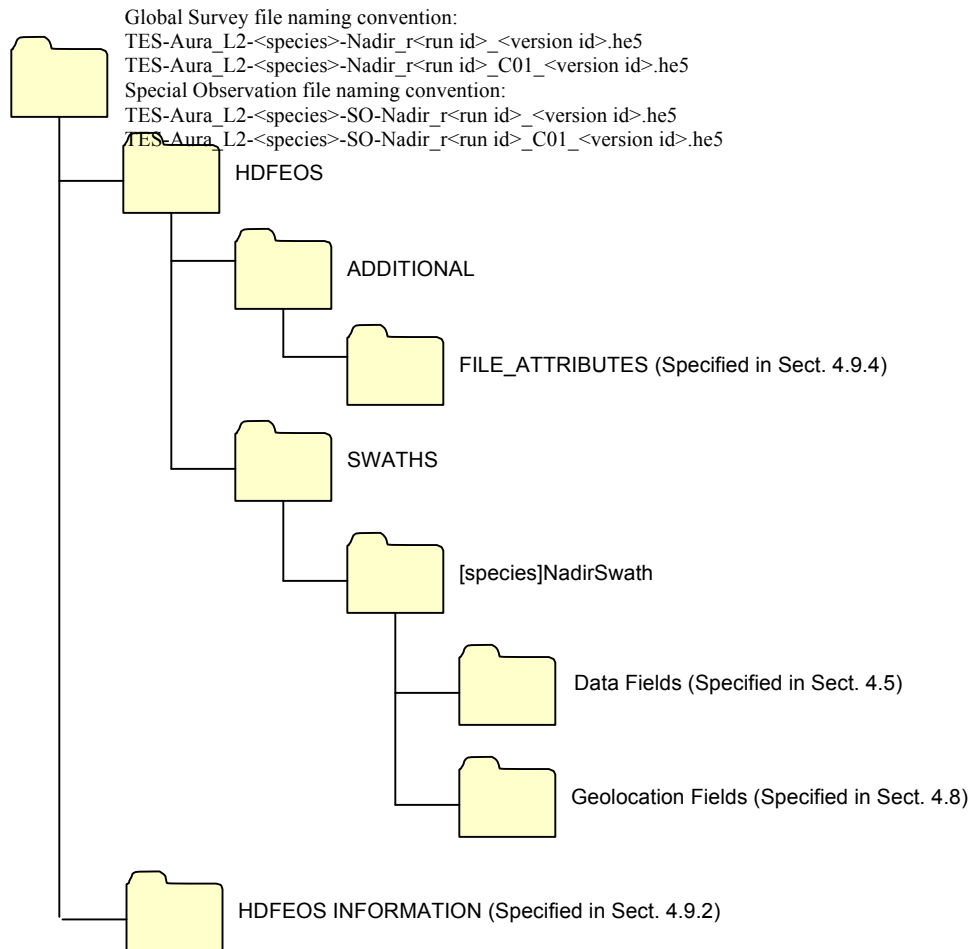 Global Survey file naming convention:
TES-Aura_L2-<species>-Nadir_r<run id>_<version id>.he5
TES-Aura_L2-<species>-Nadir_r<run id>_C01_<version id>.he5
Special Observation file naming convention:
TES-Aura_L2-<species>-SO-Nadir_r<run id>_<version id>.he5
TES-Aura_L2-<species>-SO-Nadir_r<run id>_C01_<version id>.he5
HDFEOS
ADDITIONAL
FILE_ATTRIBUTES (Specified in Sect. 4.9.4)
SWATHS
[species]NadirSwath
Data Fields (Specified in Sect. 4.5)
Geolocation Fields (Specified in Sect. 4.8)
HDFEOS INFORMATION (Specified in Sect. 4.9.2)